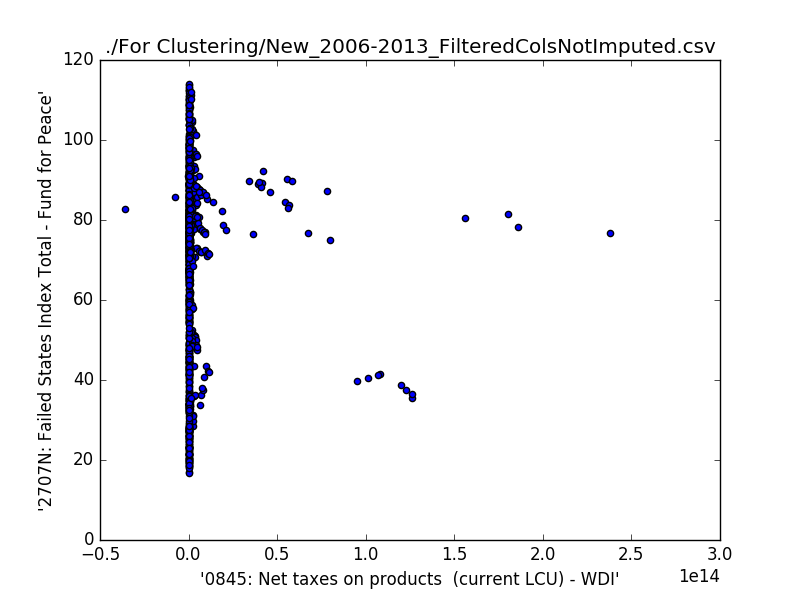 ./For Clustering/New_2006-2013_FilteredColsNotImputed.csv
120
100
80
60
40
20
0
'2707N: Failed States Index Total - Fund for Peace'
−0.5 0.0 0.5 1.0 1.5 2.0 2.5 3.0
1e14
'0845: Net taxes on products  (current LCU) - WDI'